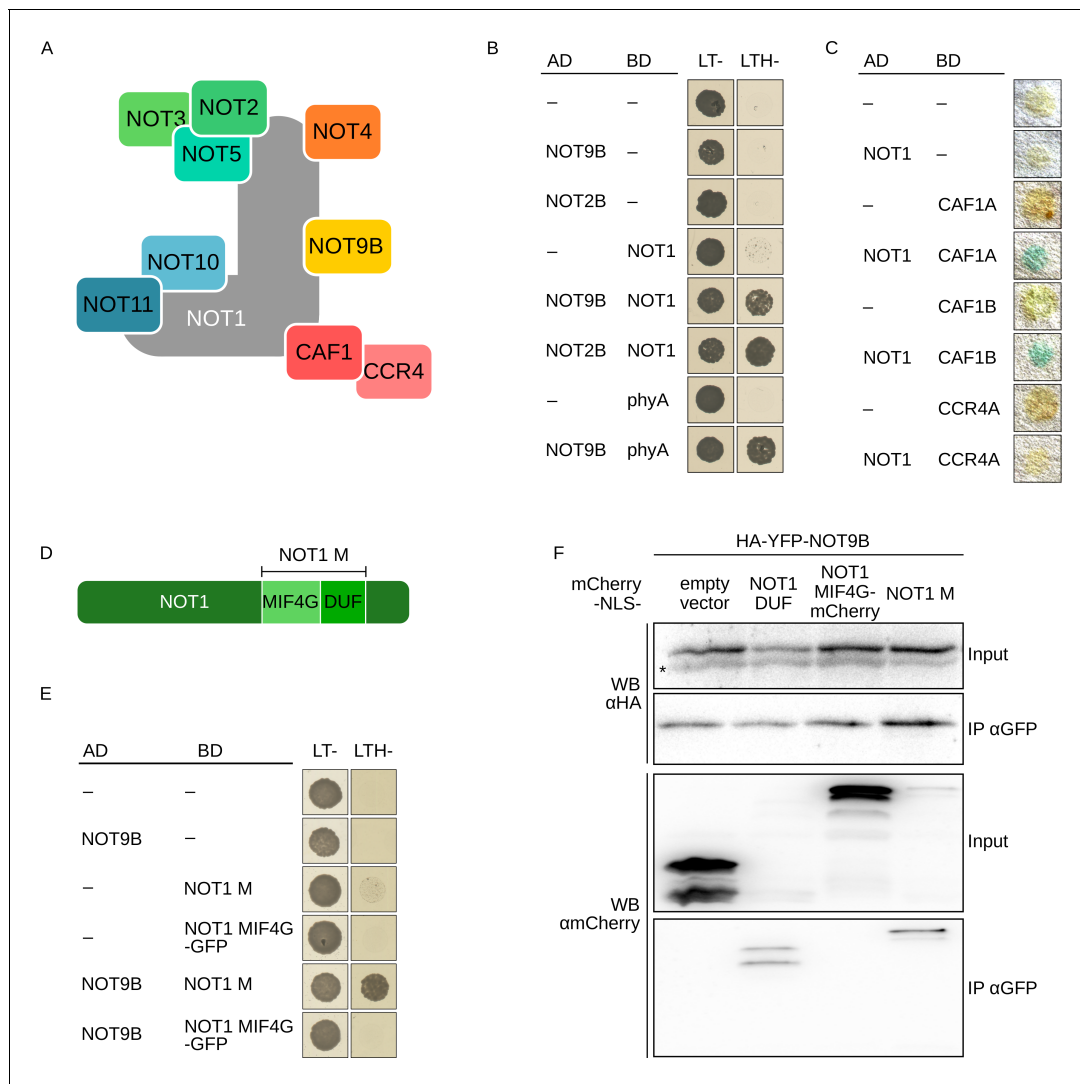 A
NOT3
NOT2
NOT5
NOT4
NOT9B
NOT10
NOT11
NOT1
CAF1
CCR4
B
AD BD LT- LTH-
– –
NOT9B –
NOT2B –
– NOT1
NOT9B NOT1
NOT2B NOT1
– phyA
NOT9B phyA
C
AD BD
– –
NOT1 –
– CAF1A
NOT1 CAF1A
– CAF1B
NOT1 CAF1B
– CCR4A
NOT1 CCR4A
D
NOT1 M
NOT1 MIF4G DUF
E
AD BD LT- LTH-
– –
NOT9B –
– NOT1 M
– NOT1 MIF4G
-GFP
NOT9B NOT1 M
NOT9B NOT1 MIF4G
-GFP
F
HA-YFP-NOT9B
mCherry
-NLS-
empty
vector
NOT1
DUF
NOT1
MIF4G-
mCherry
NOT1 M
WB
αHA
*
Input
IP αGFP
WB
αmCherry
Input
IP αGFP